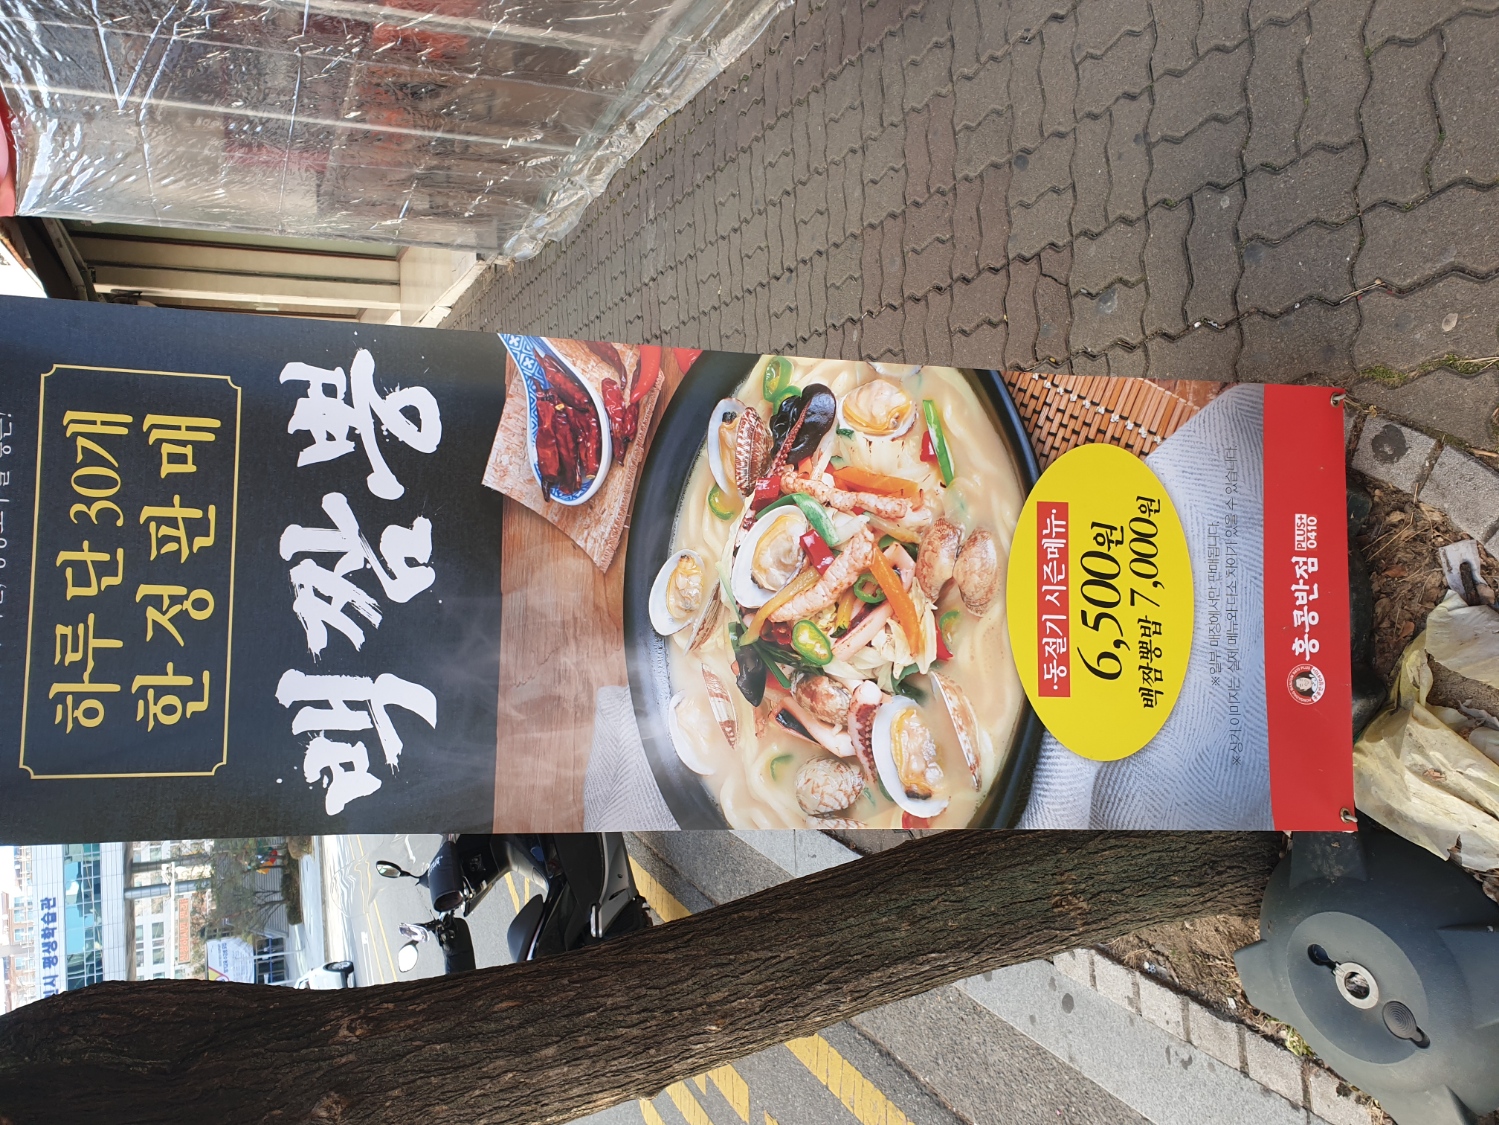 하루 단 30개
한정판매
백짬뽕
·동절기 시즌메뉴·
6,500원
백짬뽕밥 7,000원
※일부 매장에서만 판매됩니다.
※상기 이미지는 실제 메뉴와 다소 차이가 있을 수 있습니다.
홍콩반점 PLUS+
0410
평생학습관